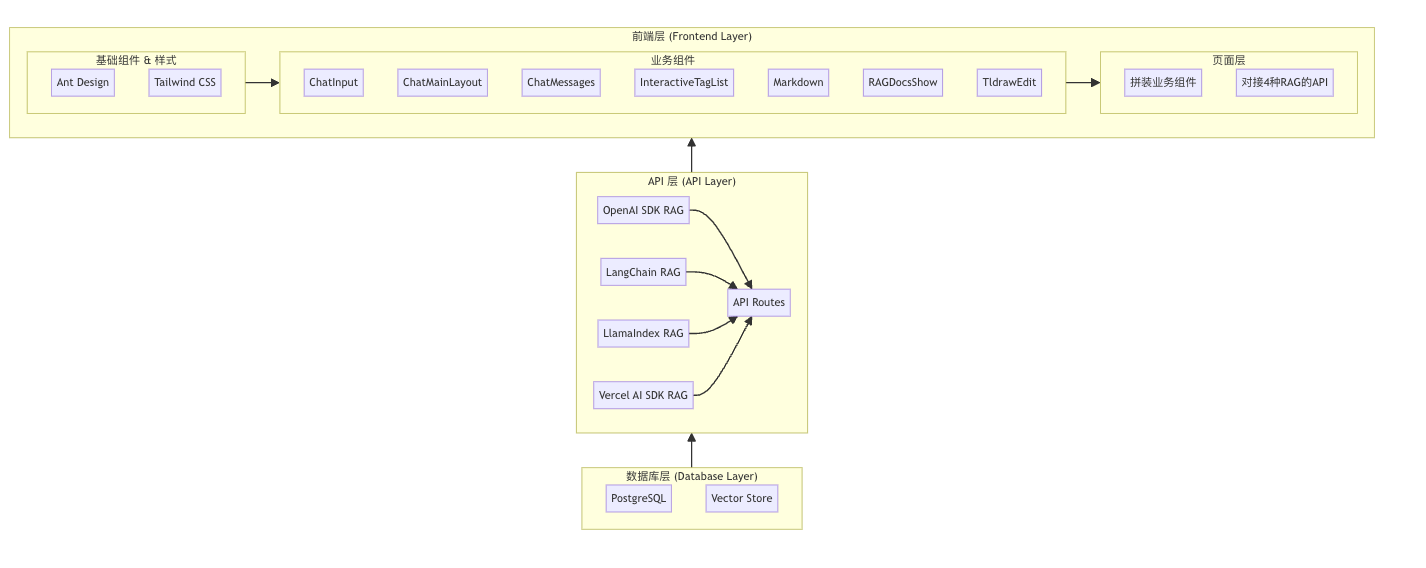 前端层 (Frontend Layer)
基础组件 & 样式
Ant Design
Tailwind CSS
业务组件
ChatInput
ChatMainLayout
ChatMessages
InteractiveTagList
Markdown
RAGDocsShow
TldrawEdit
页面层
拼装业务组件
对接4种RAG的API
API 层 (API Layer)
OpenAI SDK RAG
LangChain RAG
LlamaIndex RAG
Vercel AI SDK RAG
API Routes
数据库层 (Database Layer)
PostgreSQL
Vector Store